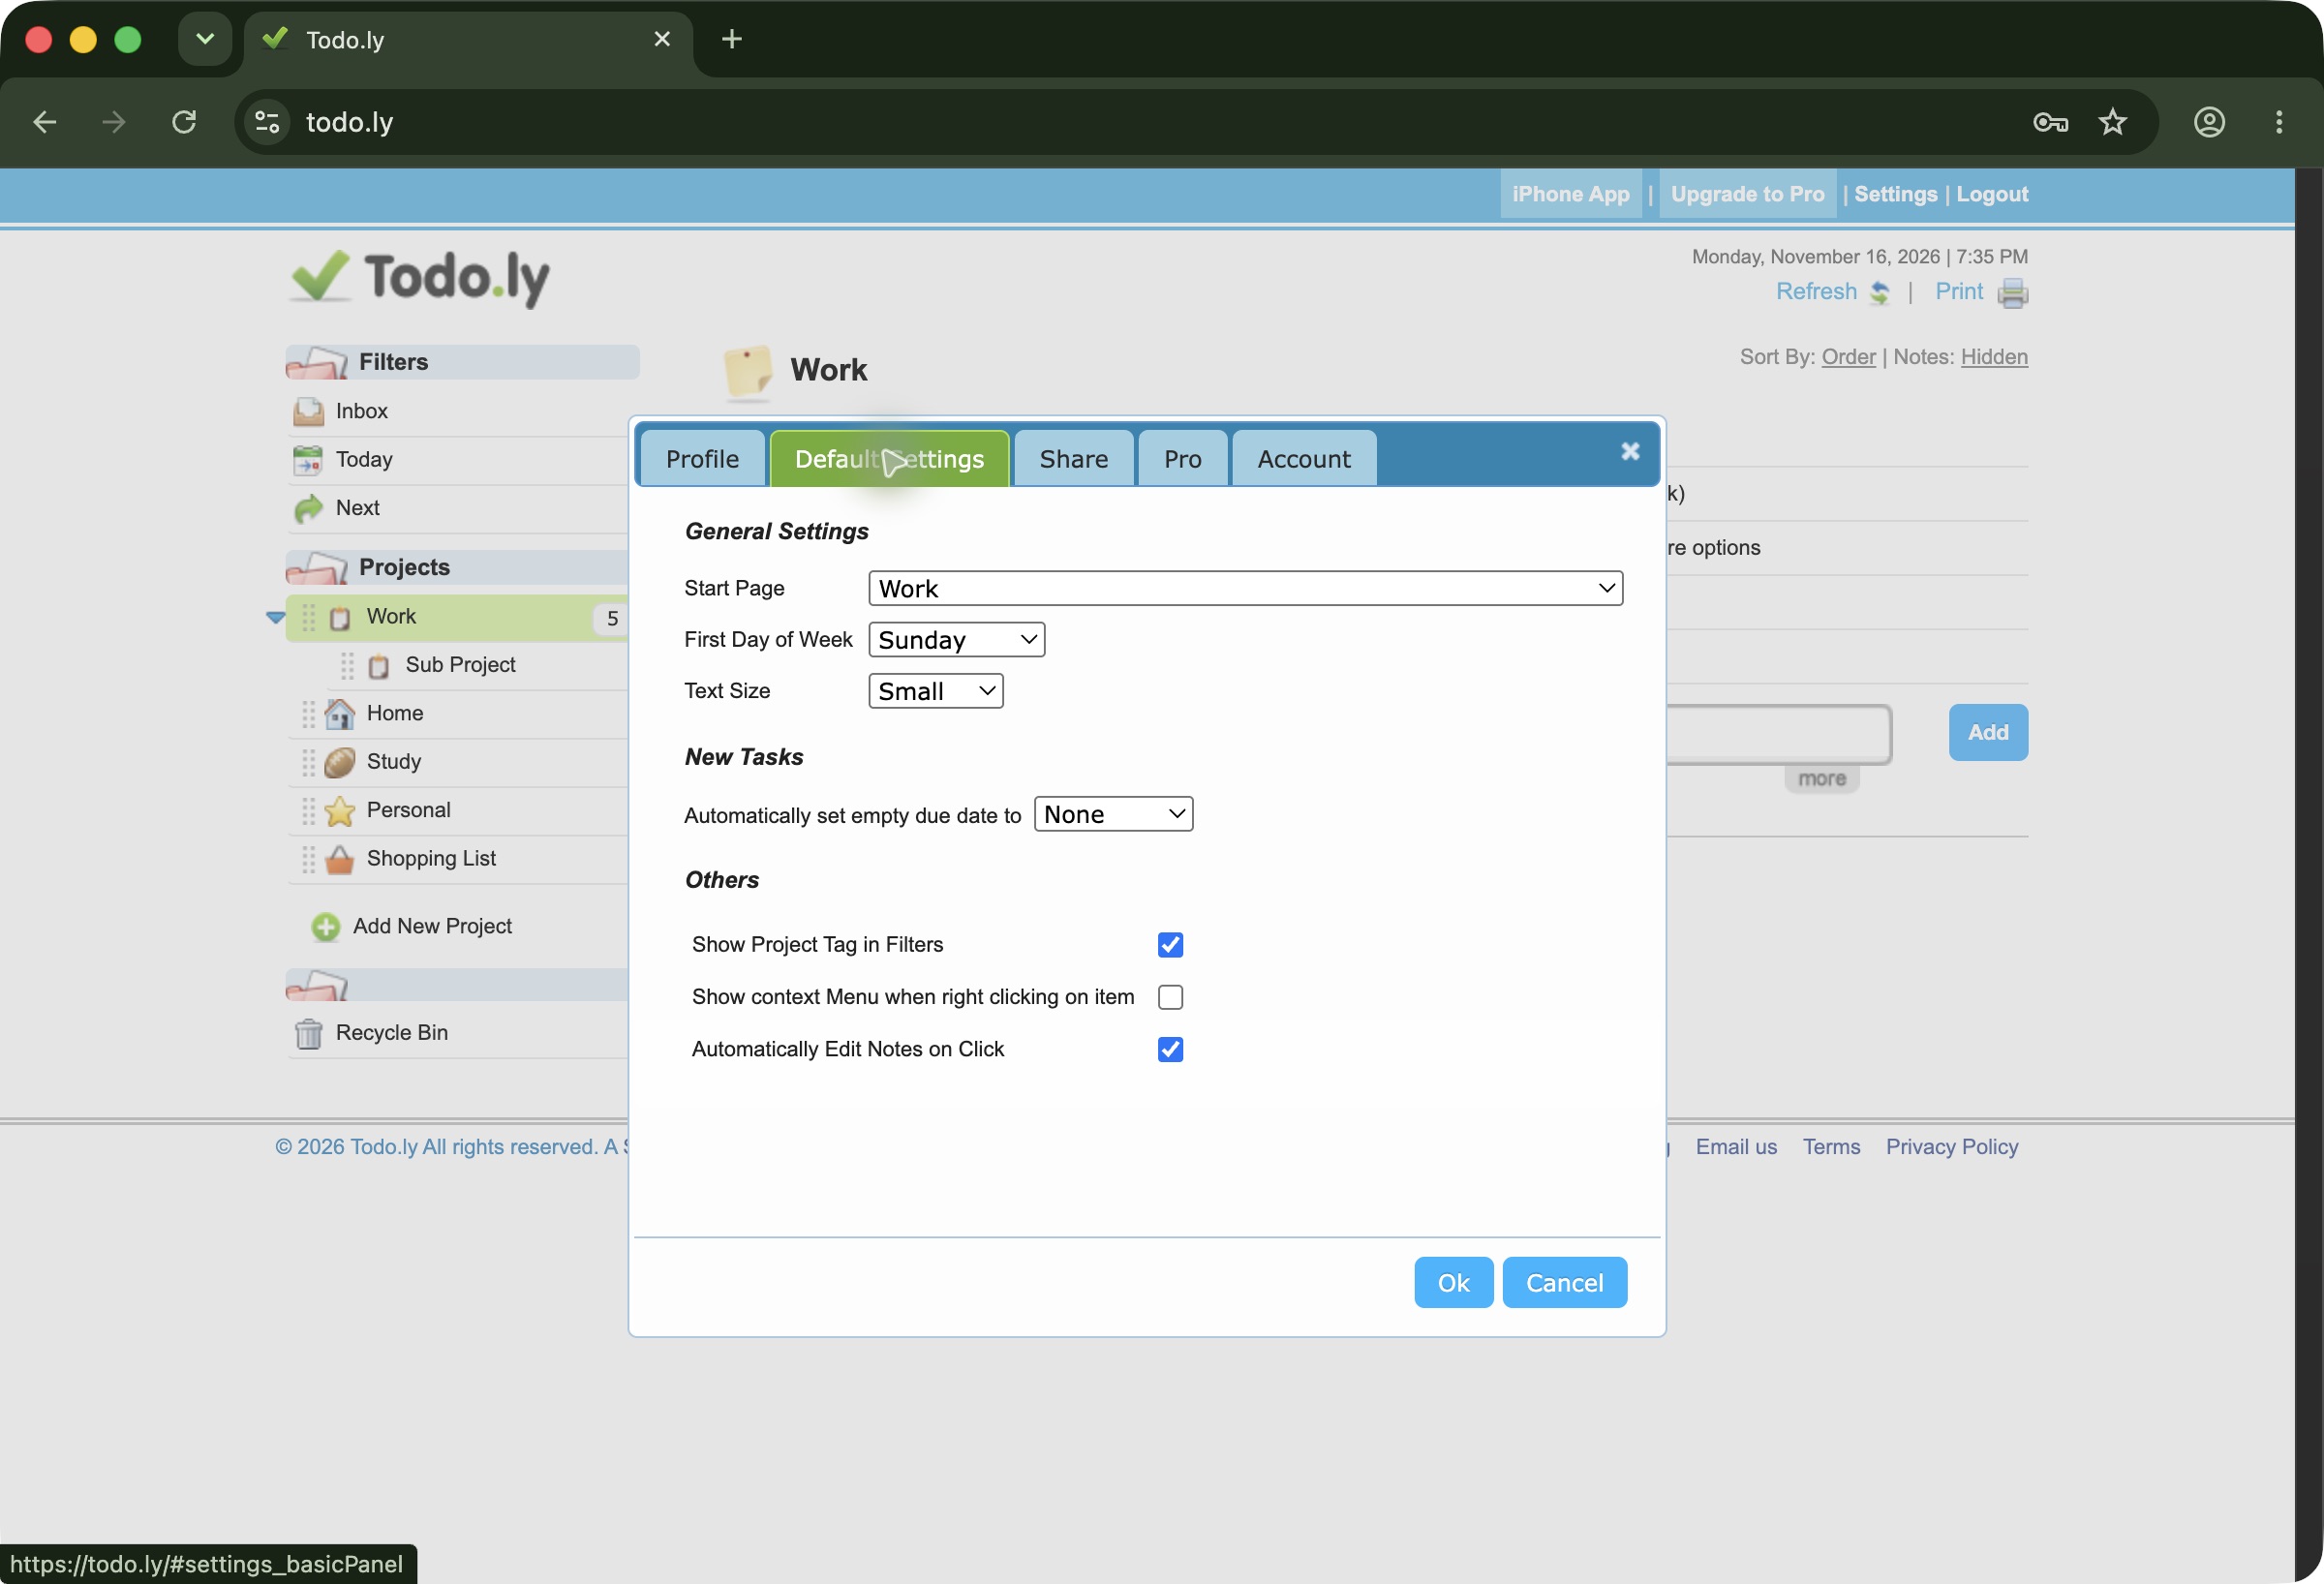 Todo.ly
todo.ly
iPhone App | Upgrade to Pro | Settings | Logout
Todo.ly
Monday, November 16, 2026 | 7:35 PM
Refresh | Print
Sort By: Order | Notes: Hidden
Filters
Inbox
Today
Next
Projects
Work 5
Sub Project
Home
Study
Personal
Shopping List
Add New Project
Recycle Bin
Work
Profile Default Settings Share Pro Account
General Settings
Start Page Work
First Day of Week Sunday
Text Size Small
New Tasks
Automatically set empty due date to None
Others
Show Project Tag in Filters
Show context Menu when right clicking on item
Automatically Edit Notes on Click
Ok Cancel
k)
re options
Add
more
© 2026 Todo.ly All rights reserved. A
Email us Terms Privacy Policy
https://todo.ly/#settings_basicPanel